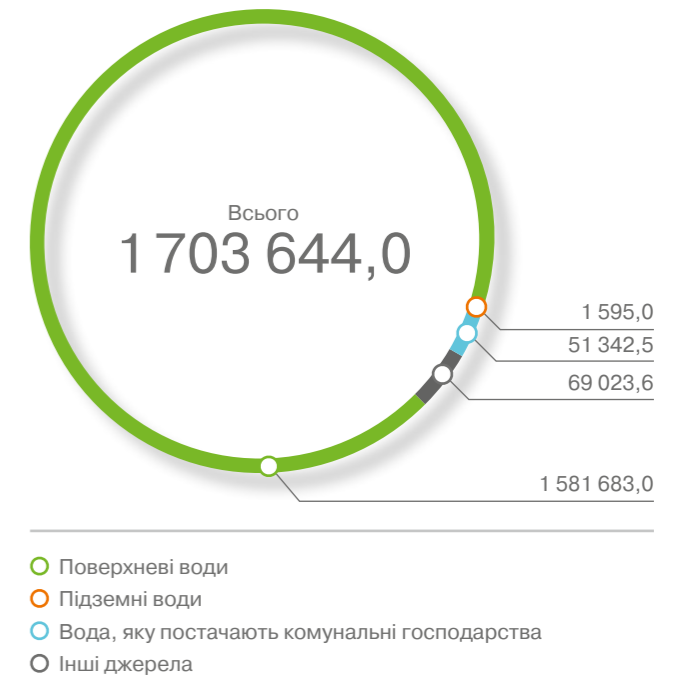 Всього
1 703 644,0
1 595,0
51 342,5
69 023,6
1 581 683,0
Поверхневі води
Підземні води
Вода, яку постачають комунальні господарства
Інші джерела